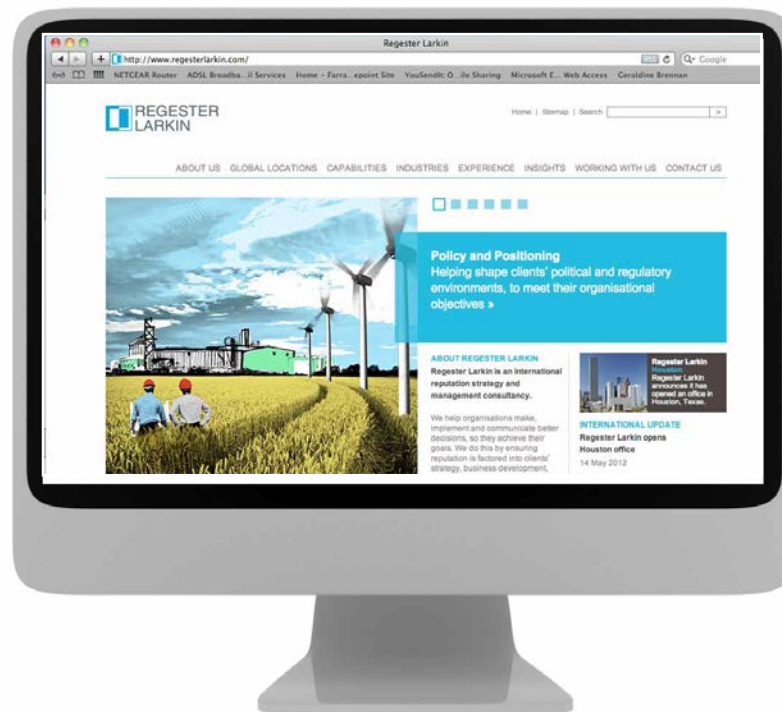 Regester Larkin
http://www.regesterlarkin.com/
Google
NETGEAR Router ADSL Broadba...il Services Home – Farra...epoint Site YouSendIt: O...ile Sharing Microsoft E... Web Access Geraldine Brennan
REGESTER
LARKIN
Home | Sitemap | Search
ABOUT US GLOBAL LOCATIONS CAPABILITIES INDUSTRIES EXPERIENCE INSIGHTS WORKING WITH US CONTACT US
Policy and Positioning
Helping shape clients' political and regulatory
environments, to meet their organisational
objectives »
ABOUT REGESTER LARKIN
Regester Larkin is an international
reputation strategy and
management consultancy.
We help organisations make,
implement and communicate better
decisions, so they achieve their
goals. We do this by ensuring
reputation is factored into clients'
strategy, business development,
Regester Larkin
Houston
Regester Larkin
announces it has
opened an office in
Houston, Texas.
INTERNATIONAL UPDATE
Regester Larkin opens
Houston office
14 May 2012